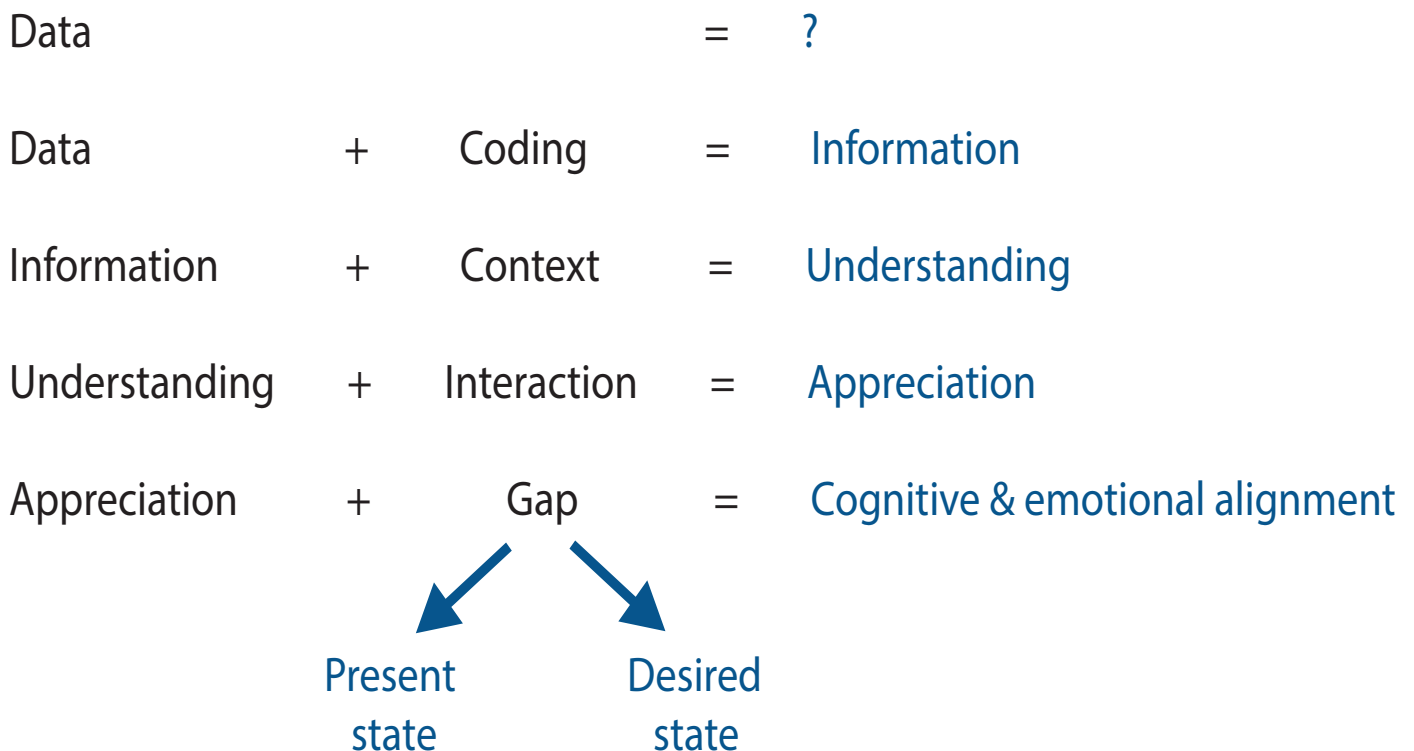 Data = ?
Data + Coding = Information
Information + Context = Understanding
Understanding + Interaction = Appreciation
Appreciation + Gap = Cognitive & emotional alignment
Present Desired
state state